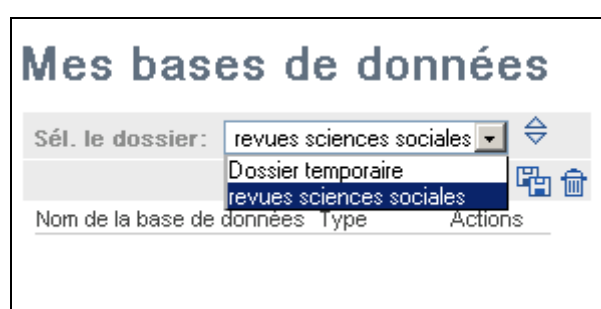 Mes bases de données
Sél. le dossier: revues sciences sociales
Dossier temporaire
revues sciences sociales
Nom de la base de données Type Actions